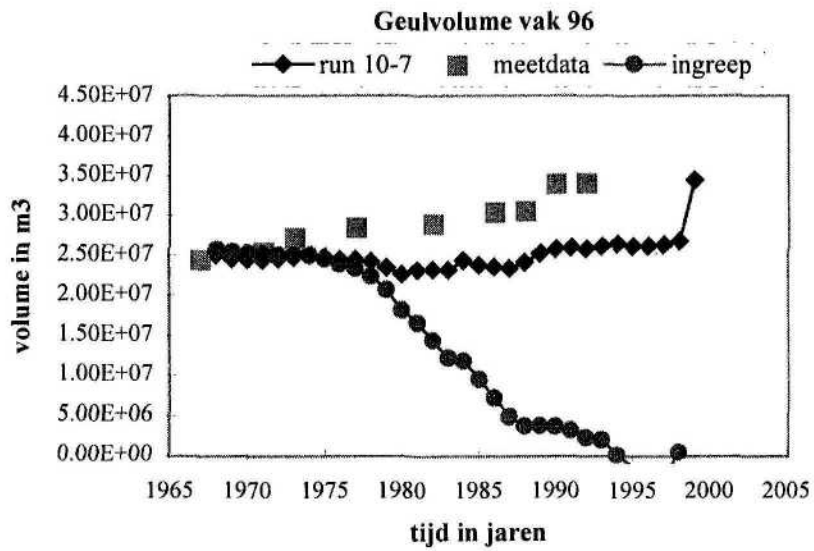 Geulvolume vak 96
run 10-7 meetdata ingreep
4.50E+07
4.00E+07
3.50E+07
3.00E+07
2.50E+07
2.00E+07
1.50E+07
1.00E+07
5.00E+06
0.00E+00
volume in m3
1965 1970 1975 1980 1985 1990 1995 2000 2005
tijd in jaren